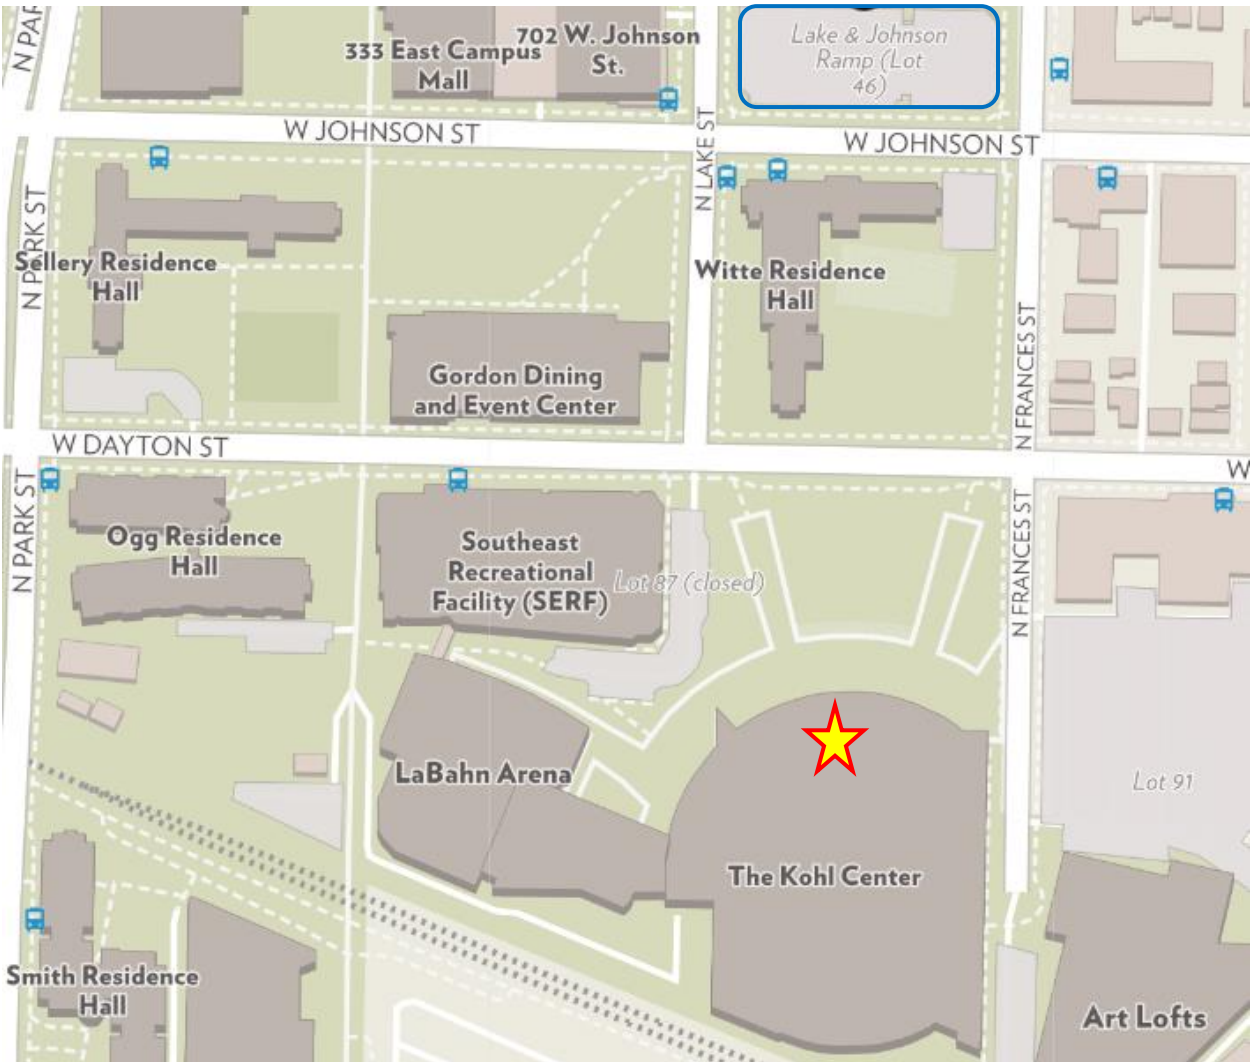 N PAR
333 East Campus
Mall
702 W. Johnson
St.
Lake & Johnson
Ramp (Lot
46)
W JOHNSON ST
N LAKE ST
W JOHNSON ST
N PARK ST
Sellery Residence
Hall
Witte Residence
Hall
Gordon Dining
and Event Center
N FRANCES ST
W DAYTON ST
W
N PARK ST
Ogg Residence
Hall
Southeast
Recreational
Facility (SERF)
Lot 87 (closed)
N FRANCES ST
LaBahn Arena
Lot 91
The Kohl Center
Smith Residence
Hall
Art Lofts